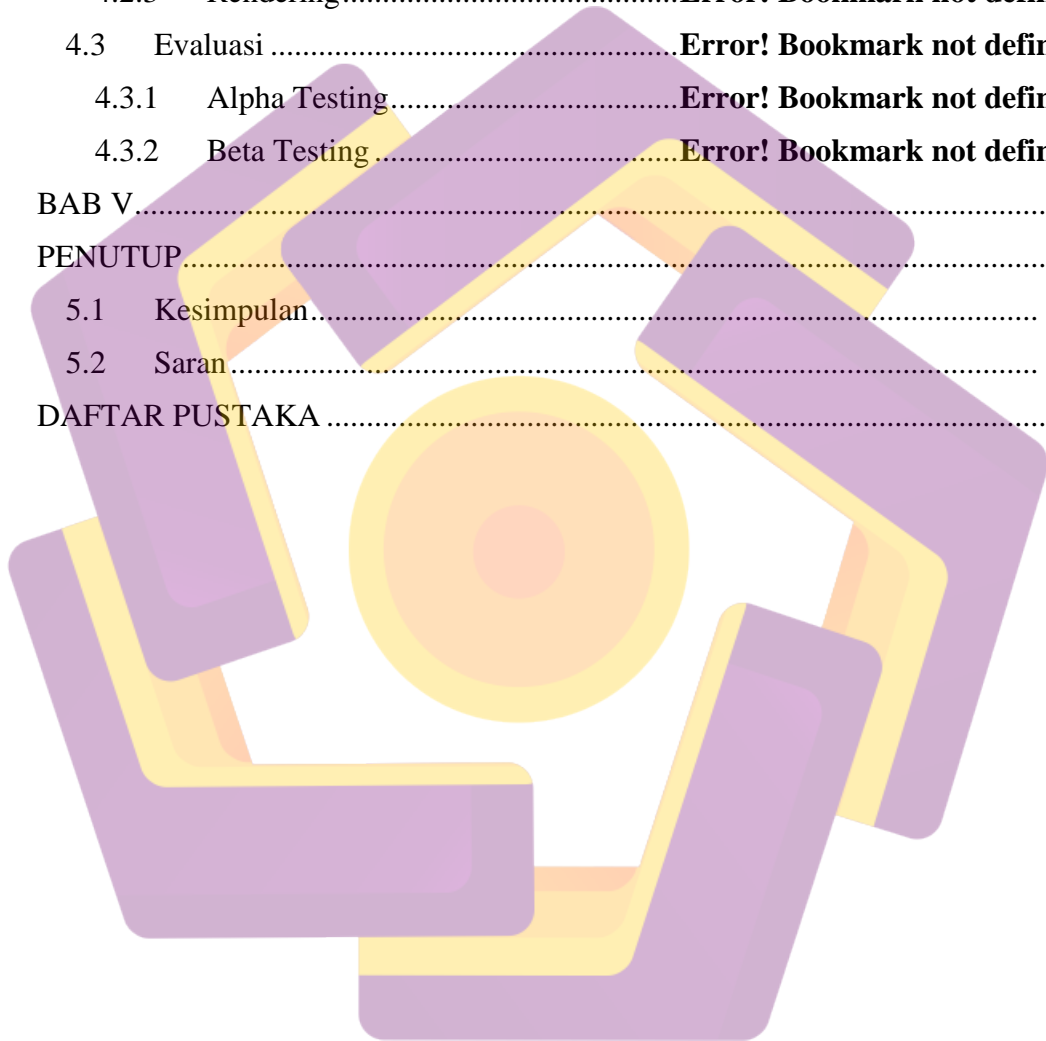 4.3 Evaluasi ................................................Error! Bookmark not defin
4.3.1 Alpha Testing..................................Error! Bookmark not defin
4.3.2 Beta Testing ....................................Error! Bookmark not defin
BAB V.............................................................................................................
PENUTUP.......................................................................................................
5.1 Kesimpulan.........................................................................................
5.2 Saran ...................................................................................................
DAFTAR PUSTAKA ......................................................................................